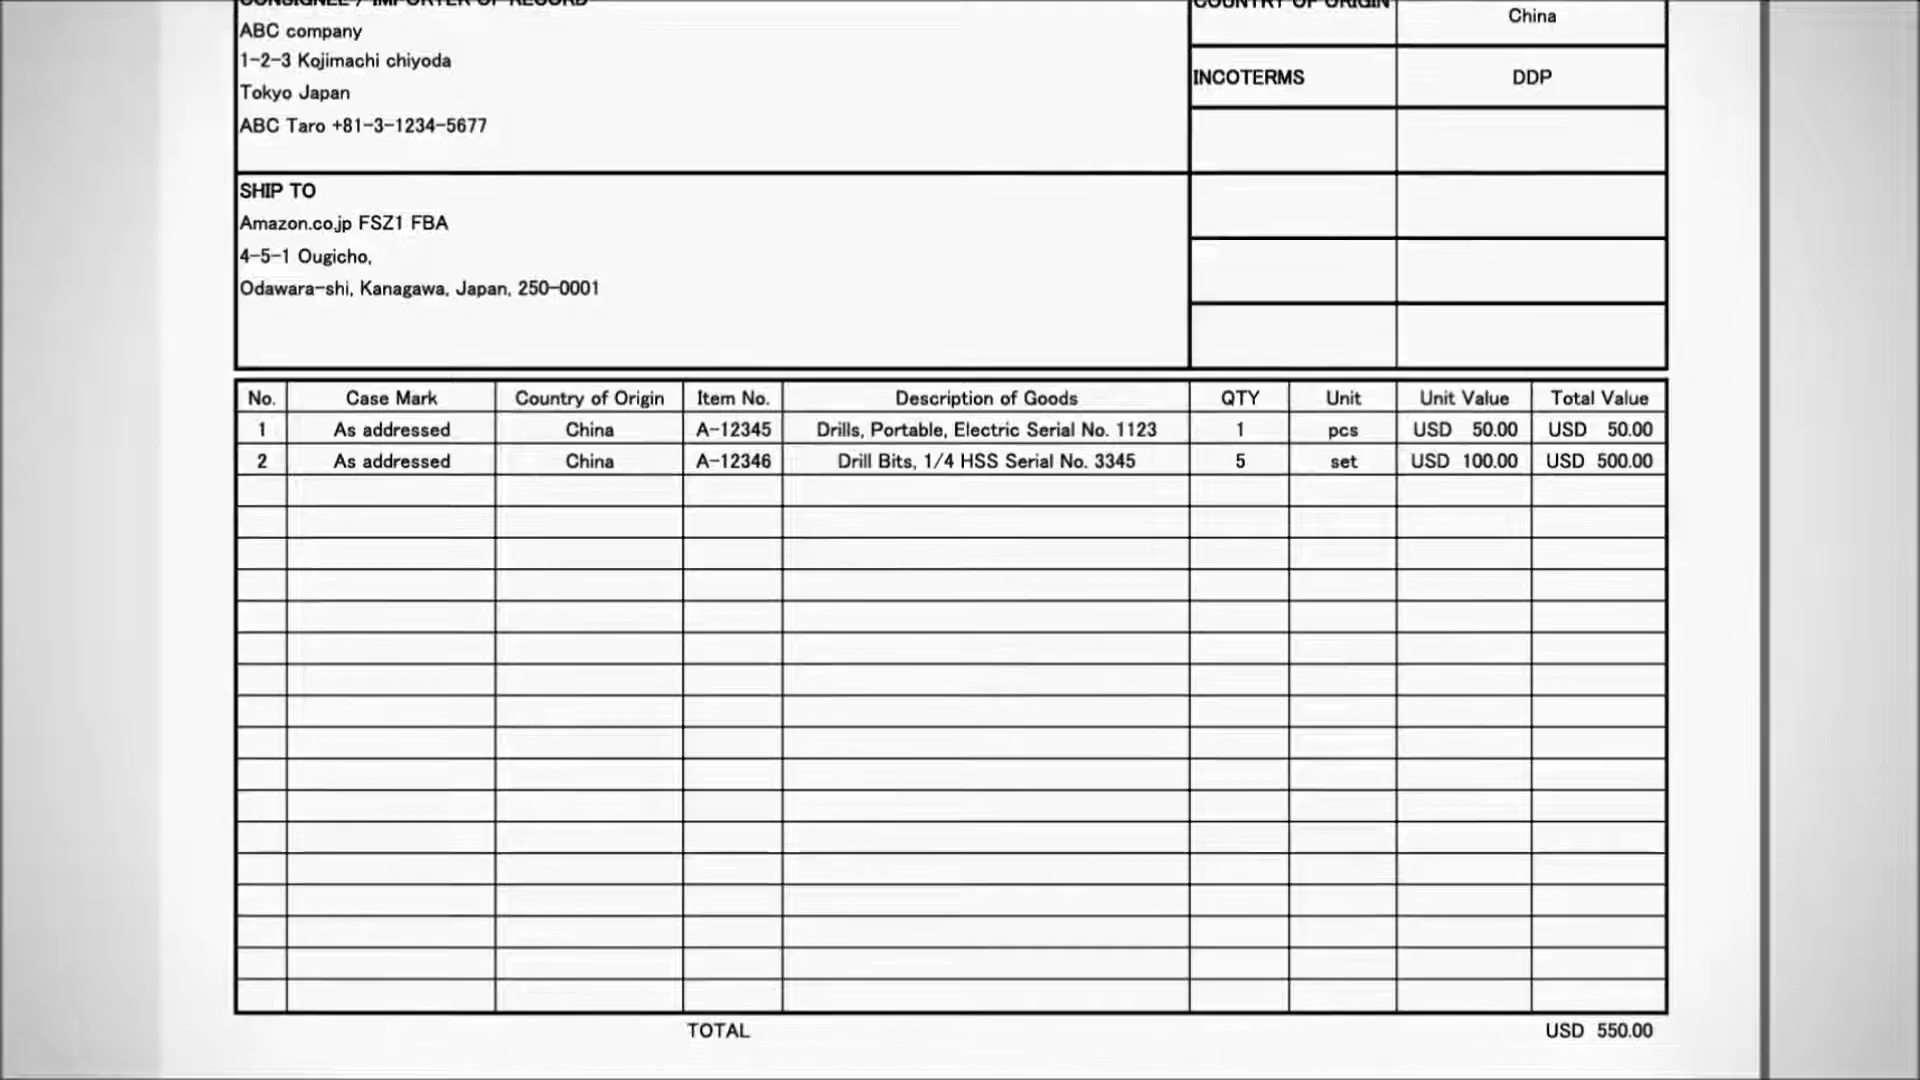 CONSIGNEE / IMPORTER OF RECORD
ABC company
1-2-3 Kojimachi chiyoda
Tokyo Japan
ABC Taro +81-3-1234-5677
COUNTRY OF ORIGIN China
INCOTERMS DDP
SHIP TO
Amazon.co.jp FSZ1 FBA
4-5-1 Ougicho,
Odawara-shi, Kanagawa, Japan, 250-0001
No. Case Mark Country of Origin Item No. Description of Goods QTY Unit Unit Value Total Value
1 As addressed China A-12345 Drills, Portable, Electric Serial No. 1123 1 pcs USD 50.00 USD 50.00
2 As addressed China A-12346 Drill Bits, 1/4 HSS Serial No. 3345 5 set USD 100.00 USD 500.00
TOTAL USD 550.00